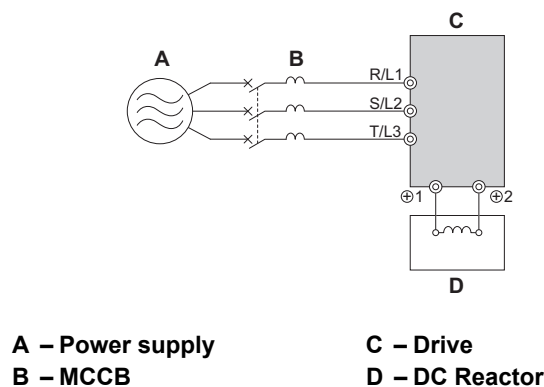 C
A B
R/L1
S/L2
T/L3
⊕1 ⊕2
D
A – Power supply
B – MCCB
C – Drive
D – DC Reactor